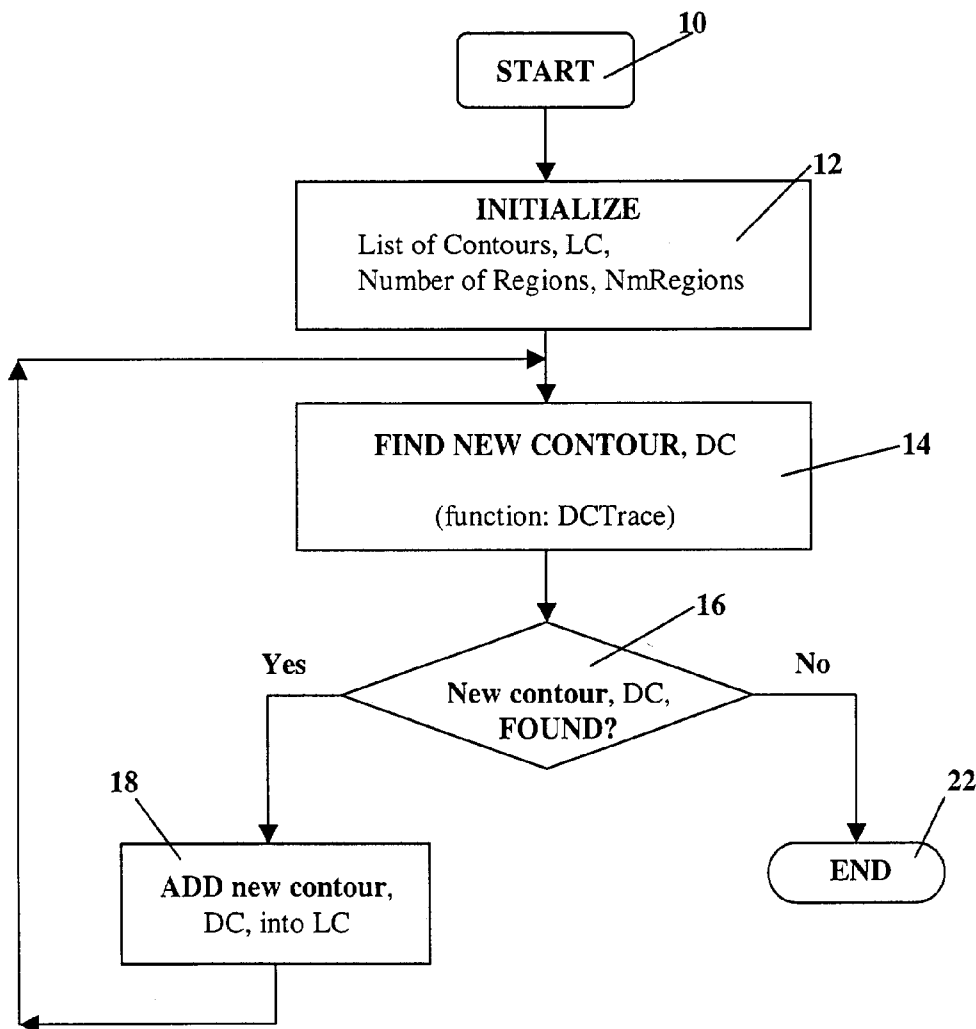 10
START
12
INITIALIZE
List of Contours, LC,
Number of Regions, NmRegions
FIND NEW CONTOUR, DC
14
(function: DCTrace)
16
Yes
No
New contour, DC,
FOUND?
18
22
ADD new contour,
DC, into LC
END